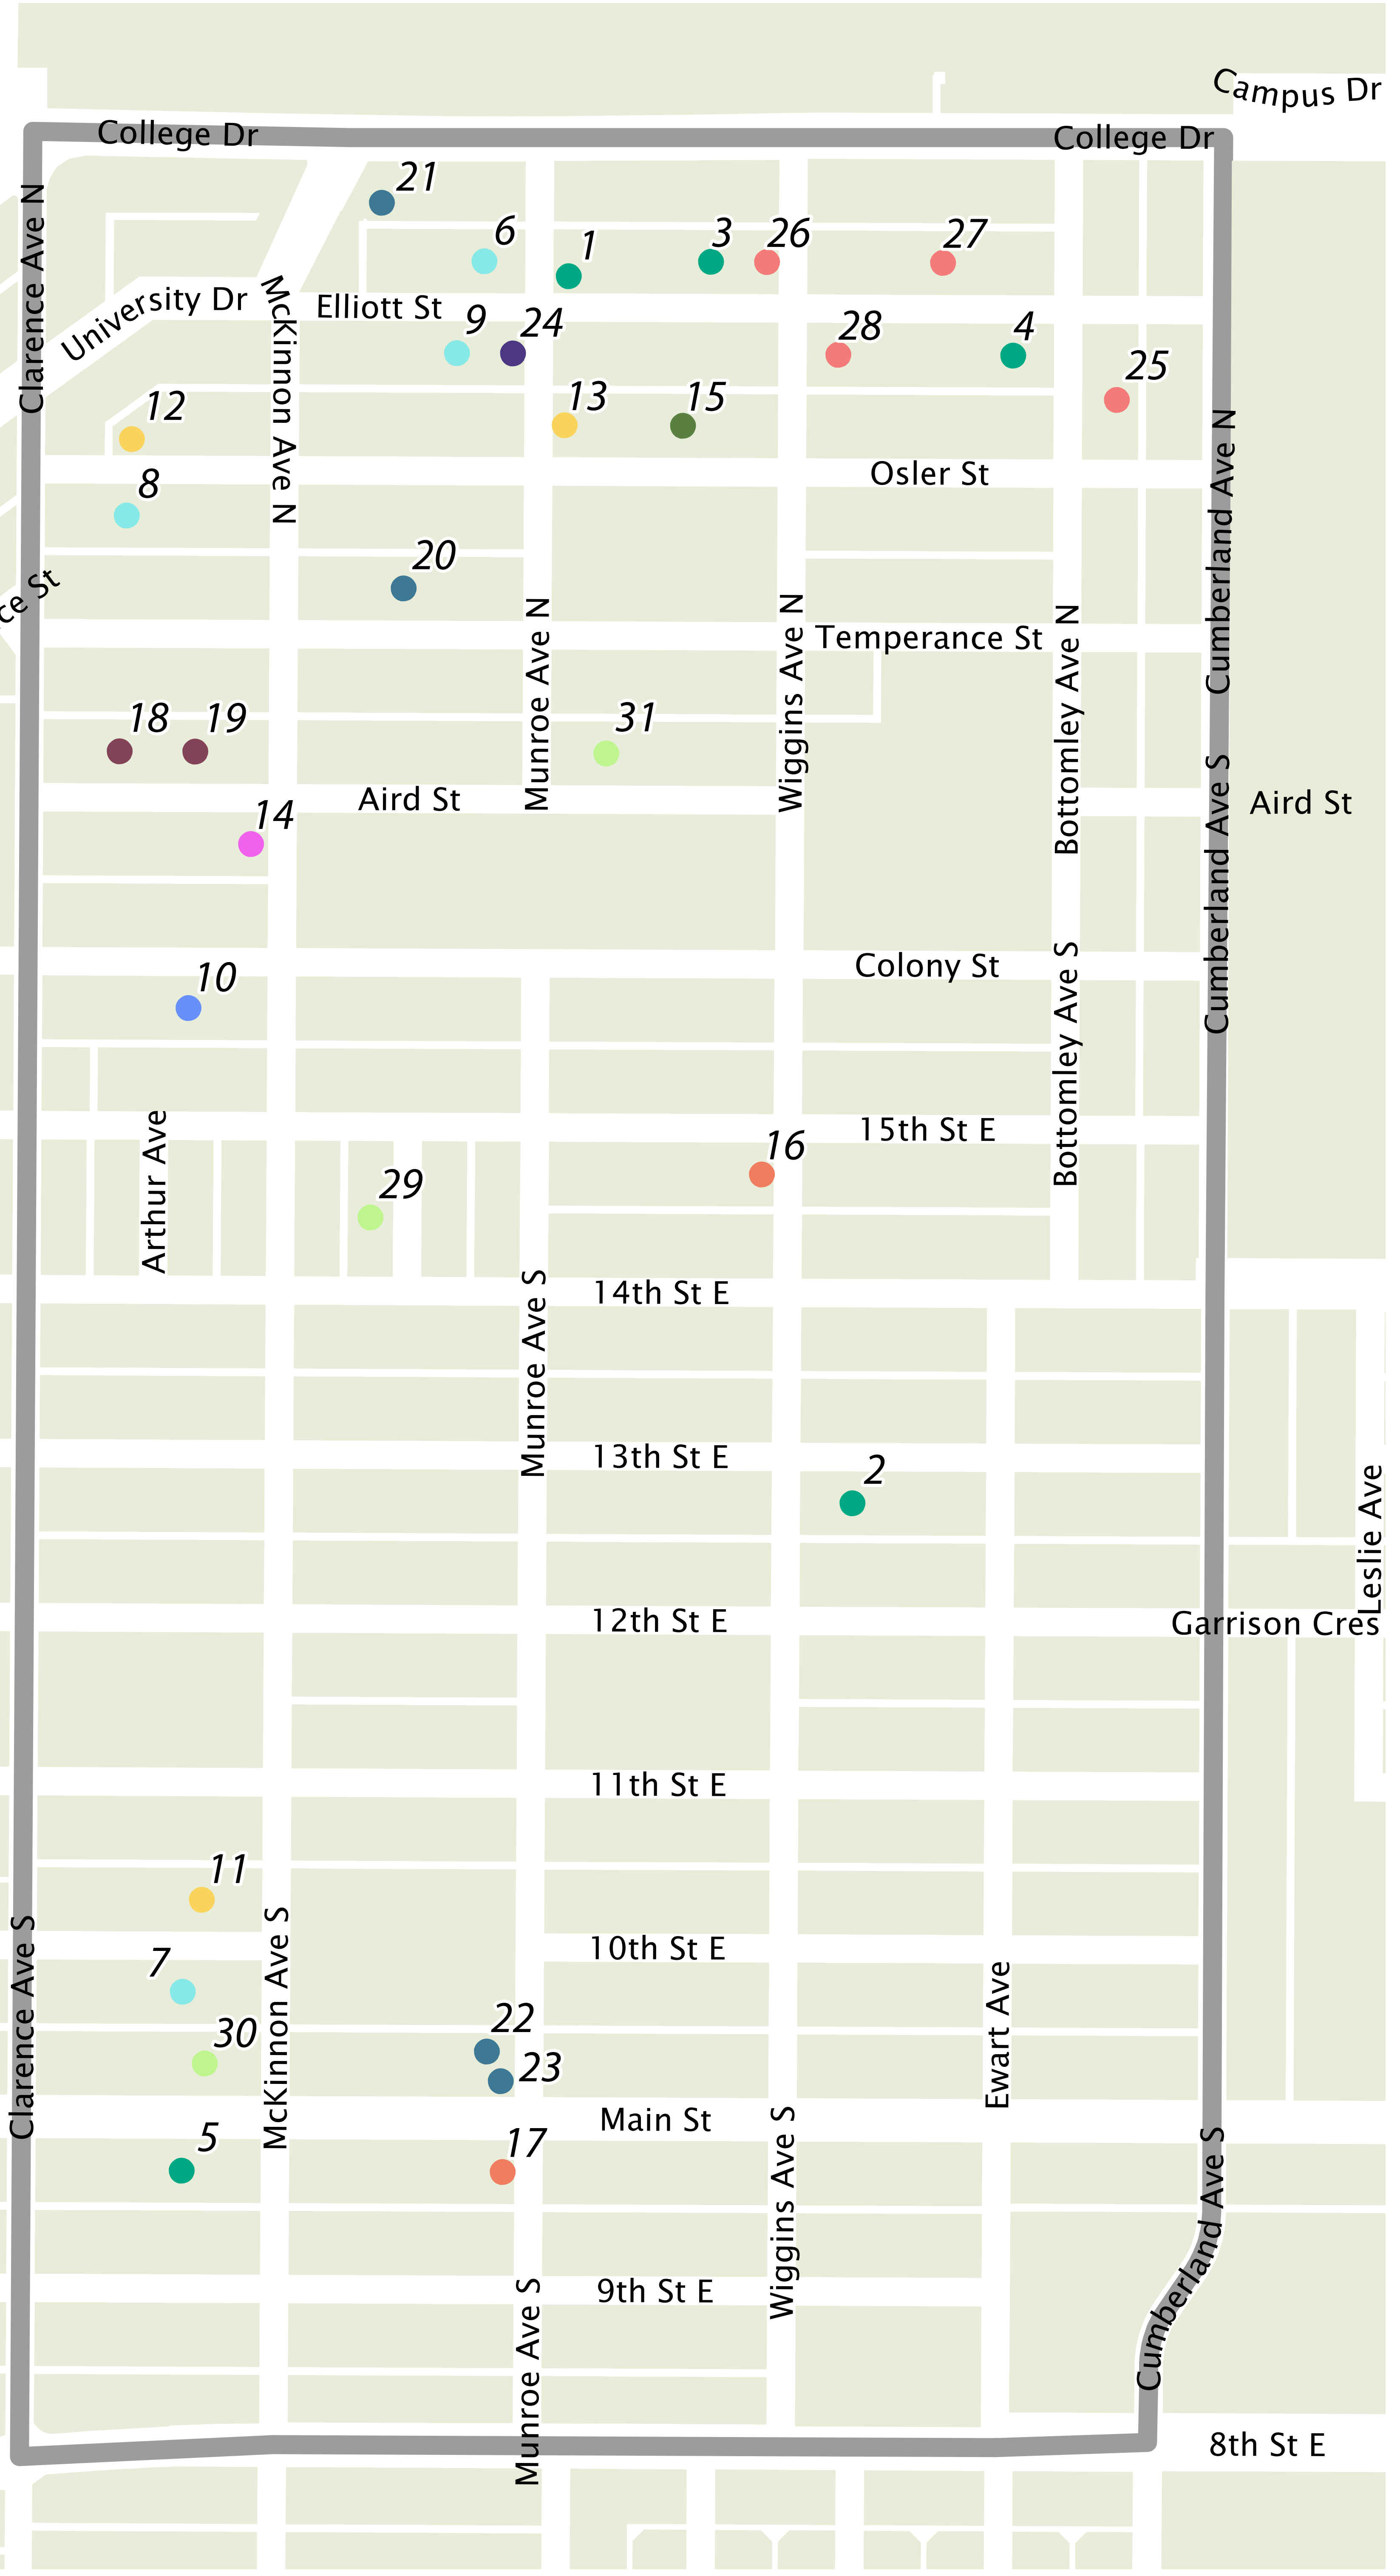 Campus Dr
College Dr
College Dr
21
Clarence Ave N
6
1
3
26
27
University Dr
McKinnon Ave N
Elliott St
9
24
28
4
25
12
13
15
Cumberland Ave N
Osler St
8
20
ce St
Munroe Ave N
Wiggins Ave N
Temperance St
Bottomley Ave N
18
19
31
Aird St
Cumberland Ave S
Aird St
14
10
Colony St
Bottomley Ave S
Arthur Ave
15th St E
16
29
14th St E
Munroe Ave S
13th St E
2
Leslie Ave
12th St E
Garrison Cres
11th St E
11
Clarence Ave S
McKinnon Ave S
10th St E
7
Ewart Ave
22
30
23
Main St
5
17
Wiggins Ave S
Cumberland Ave S
9th St E
Munroe Ave S
8th St E